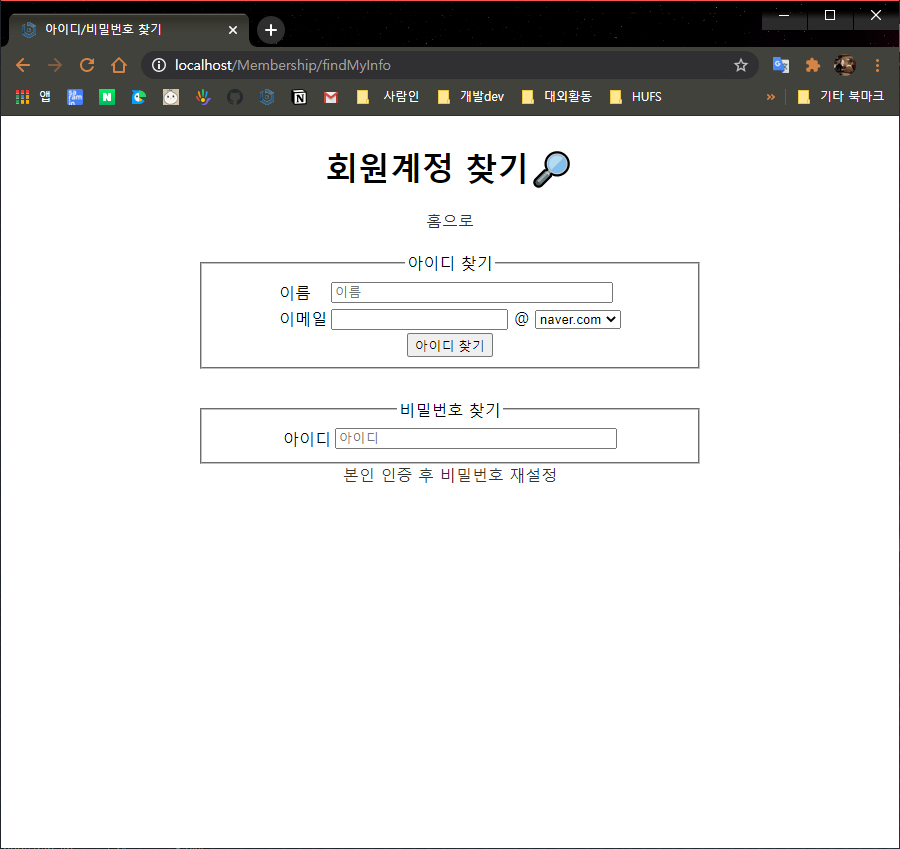 아이디/비밀번호 찾기
localhost/Membership/findMyInfo
앱 사람인 개발dev 대외활동 HUFS » 기타 북마크
회원계정 찾기
홈으로
아이디 찾기
이름 이름
이메일 @ naver.com
아이디 찾기
비밀번호 찾기
아이디 아이디
본인 인증 후 비밀번호 재설정